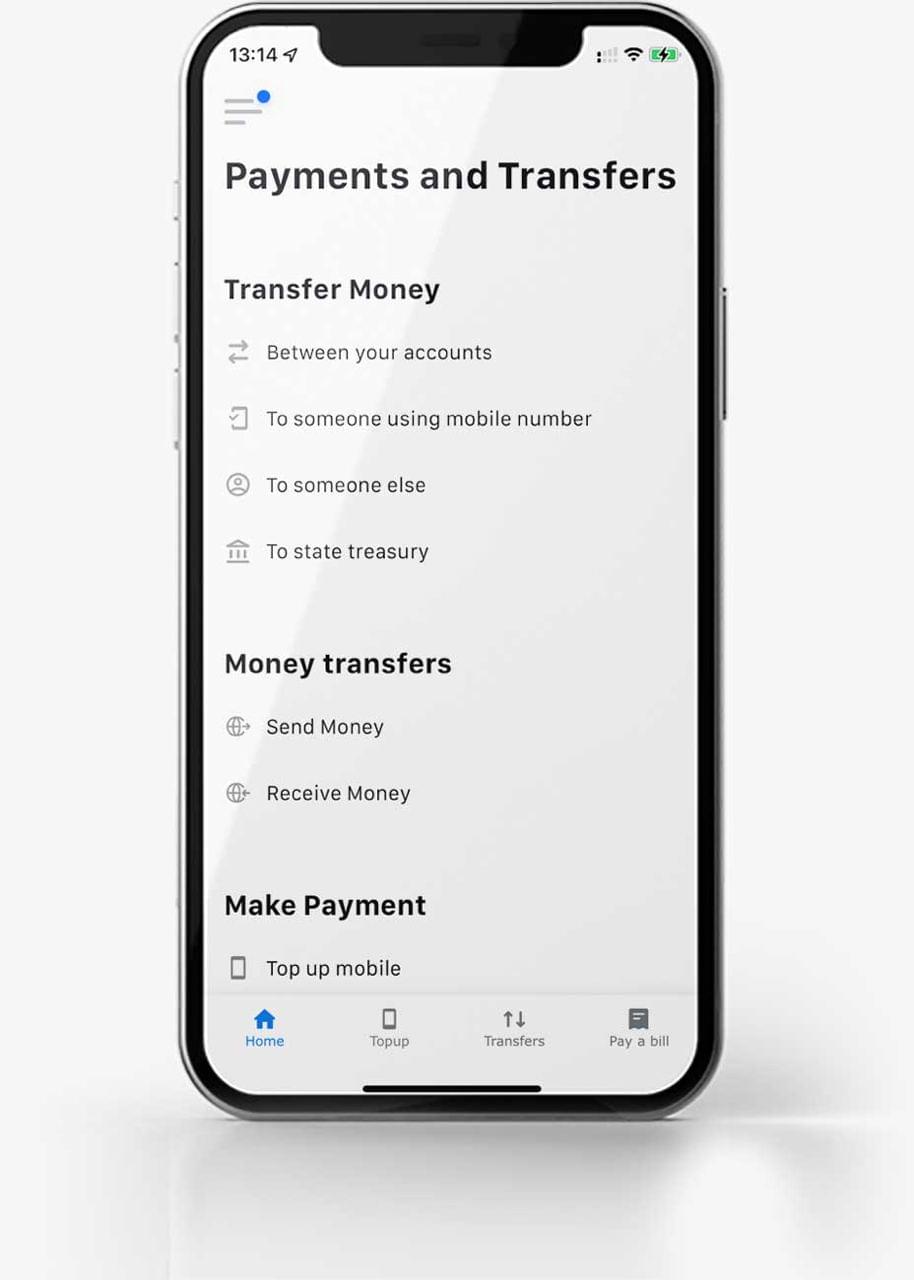 13:14
Payments and Transfers
Transfer Money
Between your accounts
To someone using mobile number
To someone else
To state treasury
Money transfers
Send Money
Receive Money
Make Payment
Top up mobile
Home
Topup
Transfers
Pay a bill